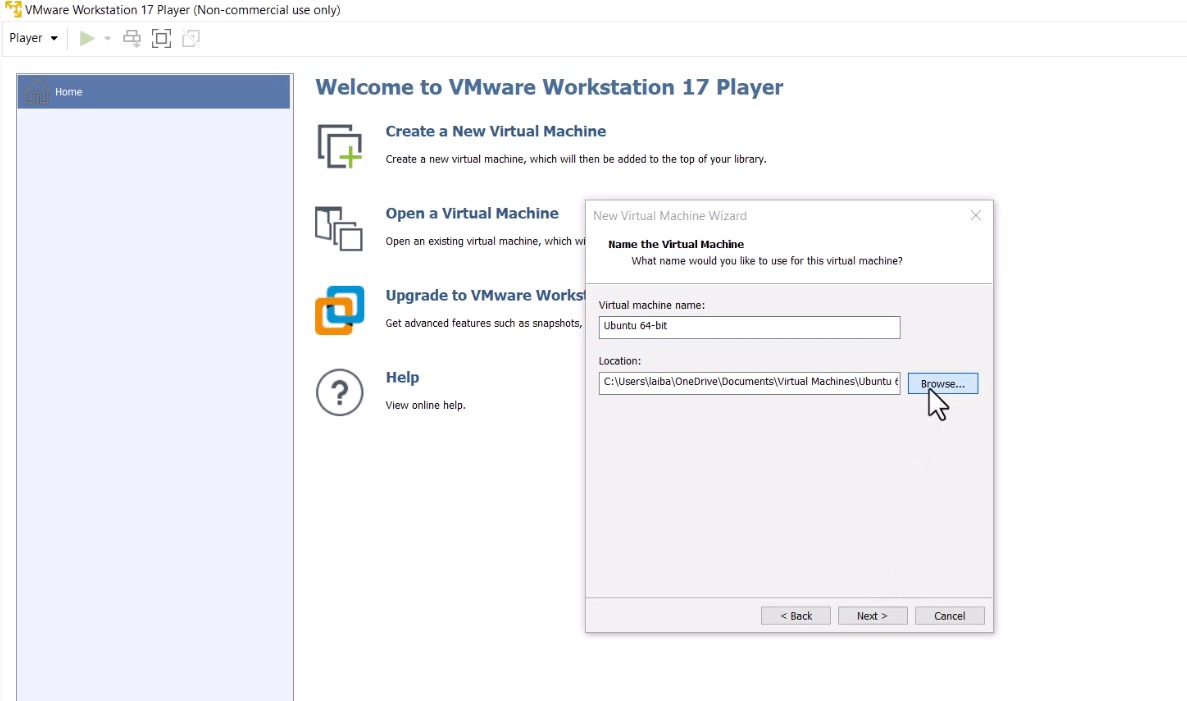 VMware Workstation 17 Player (Non-commercial use only)
Player
Home
Welcome to VMware Workstation 17 Player
Create a New Virtual Machine
Create a new virtual machine, which will then be added to the top of your library.
Open a Virtual Machine
Open an existing virtual machine, which wi
Upgrade to VMware Workst
Get advanced features such as snapshots,
?
Help
View online help.
New Virtual Machine Wizard
Name the Virtual Machine
What name would you like to use for this virtual machine?
Virtual machine name:
Ubuntu 64-bit
Location:
C:\Users\laiba\OneDrive\Documents\Virtual Machines\Ubuntu 6
Browse...
< Back
Next >
Cancel